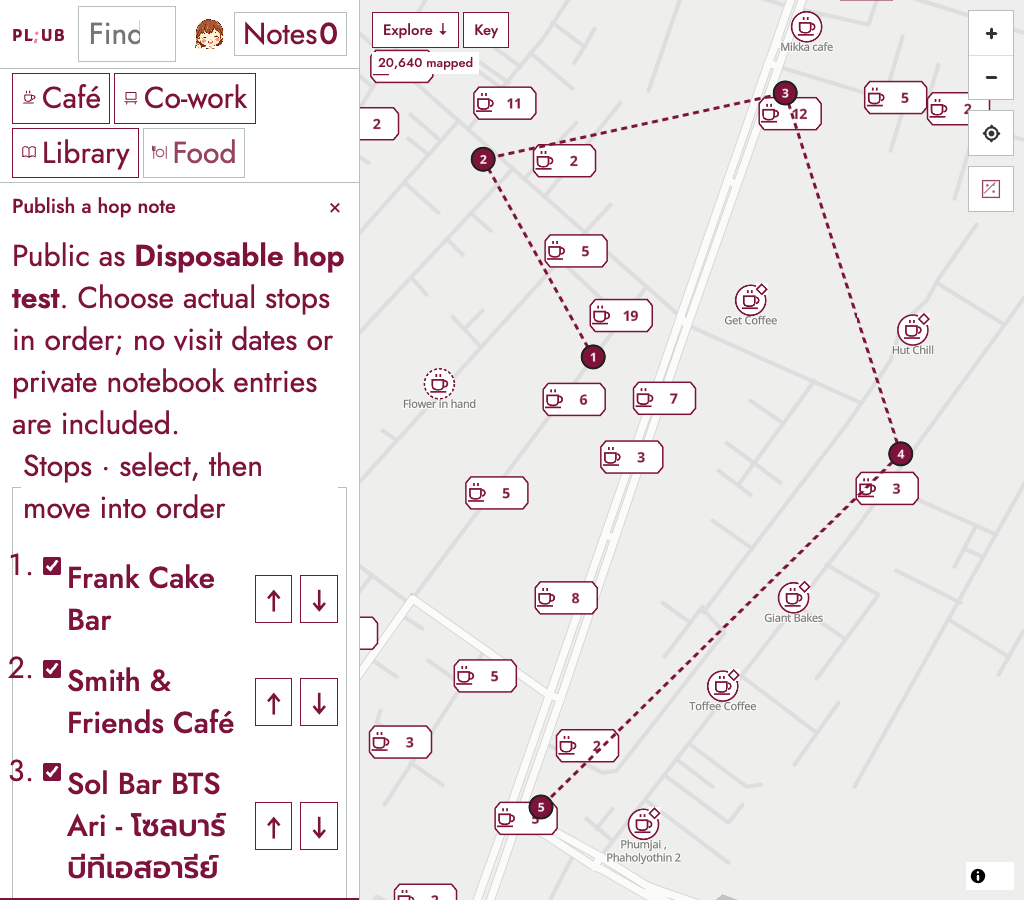 PL;UB
Find
Notes 0
Café
Co-work
Library
Food
Publish a hop note
×
Public as Disposable hop
test. Choose actual stops
in order; no visit dates or
private notebook entries
are included.
Stops · select, then
move into order
1. Frank Cake
Bar
↑ ↓
2. Smith &
Friends Café
↑ ↓
3. Sol Bar BTS
Ari - โซลบาร์
บีทีเอสอารีย์
↑ ↓
Explore ↓
Key
20,640 mapped
Mikka cafe
+
−
3
12
5
2
11
2
2
2
5
19
1
Get Coffee
Hut Chill
Flower in hand
6
7
3
4
3
5
8
Giant Bakes
5
Toffee Coffee
3
2
5
Phumjai ,
Phaholyothin 2